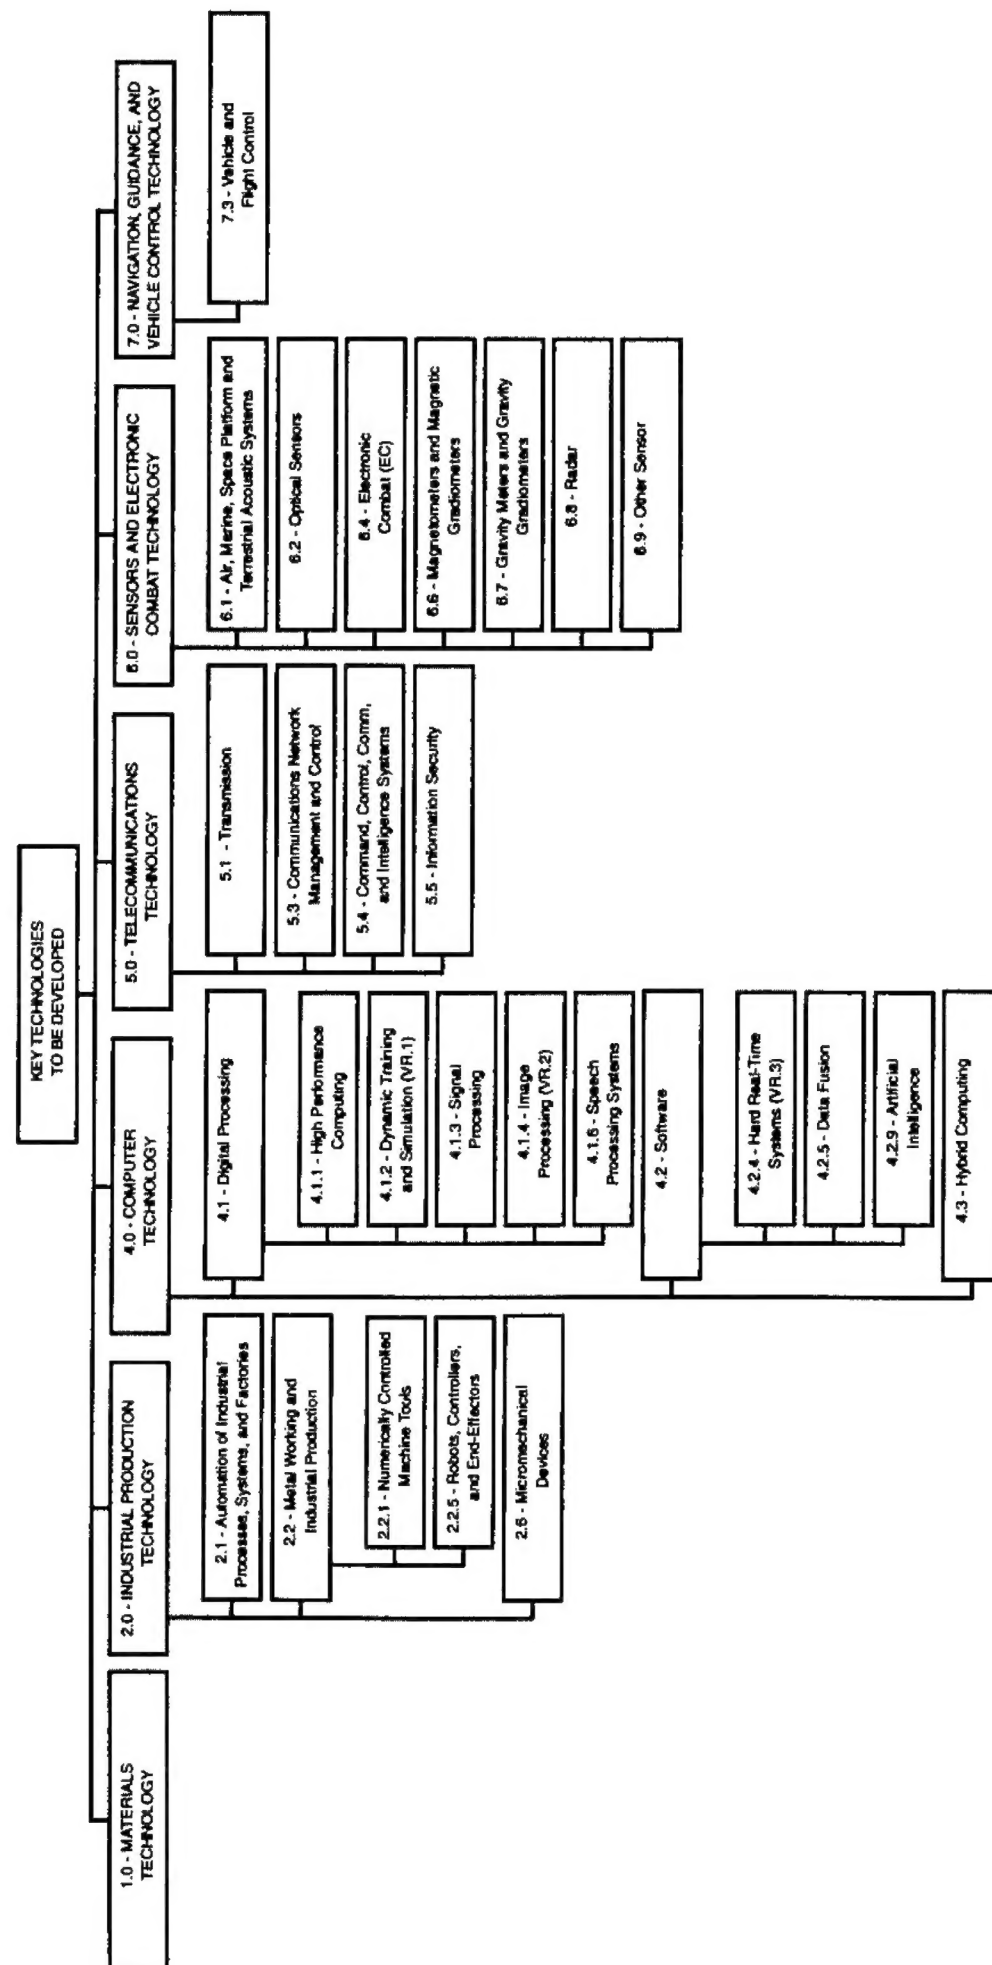 KEY TECHNOLOGIES
TO BE DEVELOPED
1.0 - MATERIALS
TECHNOLOGY
2.0 - INDUSTRIAL PRODUCTION
TECHNOLOGY
2.1 - Automation of Industrial
Processes, Systems, and Factories
2.2 - Metal Working and
Industrial Production
2.2.1 - Numerically Controlled
Machine Tools
2.2.5 - Robots, Controllers,
and End-Effectors
2.6 - Micromechanical
Devices
4.0 - COMPUTER
TECHNOLOGY
4.1 - Digital Processing
4.1.1 - High Performance
Computing
4.1.2 - Dynamic Training
and Simulation (VR.1)
4.1.3 - Signal
Processing
4.1.4 - Image
Processing (VR.2)
4.1.6 - Speech
Processing Systems
4.2 - Software
4.2.4 - Hard Real-Time
Systems (VR.3)
4.2.5 - Data Fusion
4.2.9 - Artificial
Intelligence
4.3 - Hybrid Computing
5.0 - TELECOMMUNICATIONS
TECHNOLOGY
5.1 - Transmission
5.3 - Communications Network
Management and Control
5.4 - Command, Control, Comm,
and Intelligence Systems
5.5 - Information Security
6.0 - SENSORS AND ELECTRONIC
COMBAT TECHNOLOGY
6.1 - Air, Marine, Space Platform and
Terrestrial Acoustic Systems
6.2 - Optical Sensors
6.4 - Electronic
Combat (EC)
6.6 - Magnetometers and Magnetic
Gradiometers
6.7 - Gravity Meters and Gravity
Gradiometers
6.8 - Radar
6.9 - Other Sensor
7.0 - NAVIGATION, GUIDANCE, AND
VEHICLE CONTROL TECHNOLOGY
7.3 - Vehicle and
Flight Control